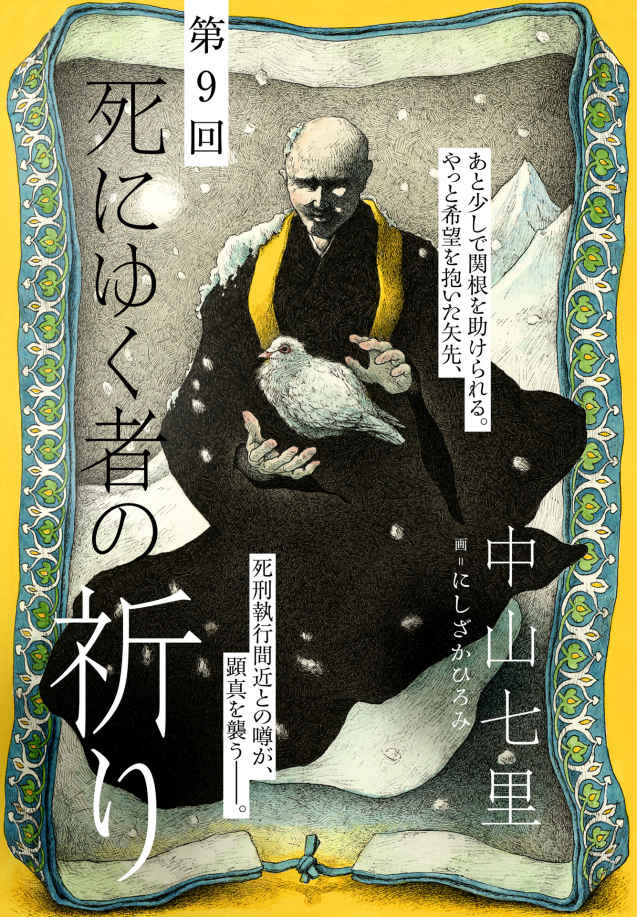 第9回
死にゆく者の祈り
あと少しで関根を助けられる。
やっと希望を抱いた矢先、
死刑執行間近との噂が、
顕真を襲う――。
中山七里
画=にしざかひろみ